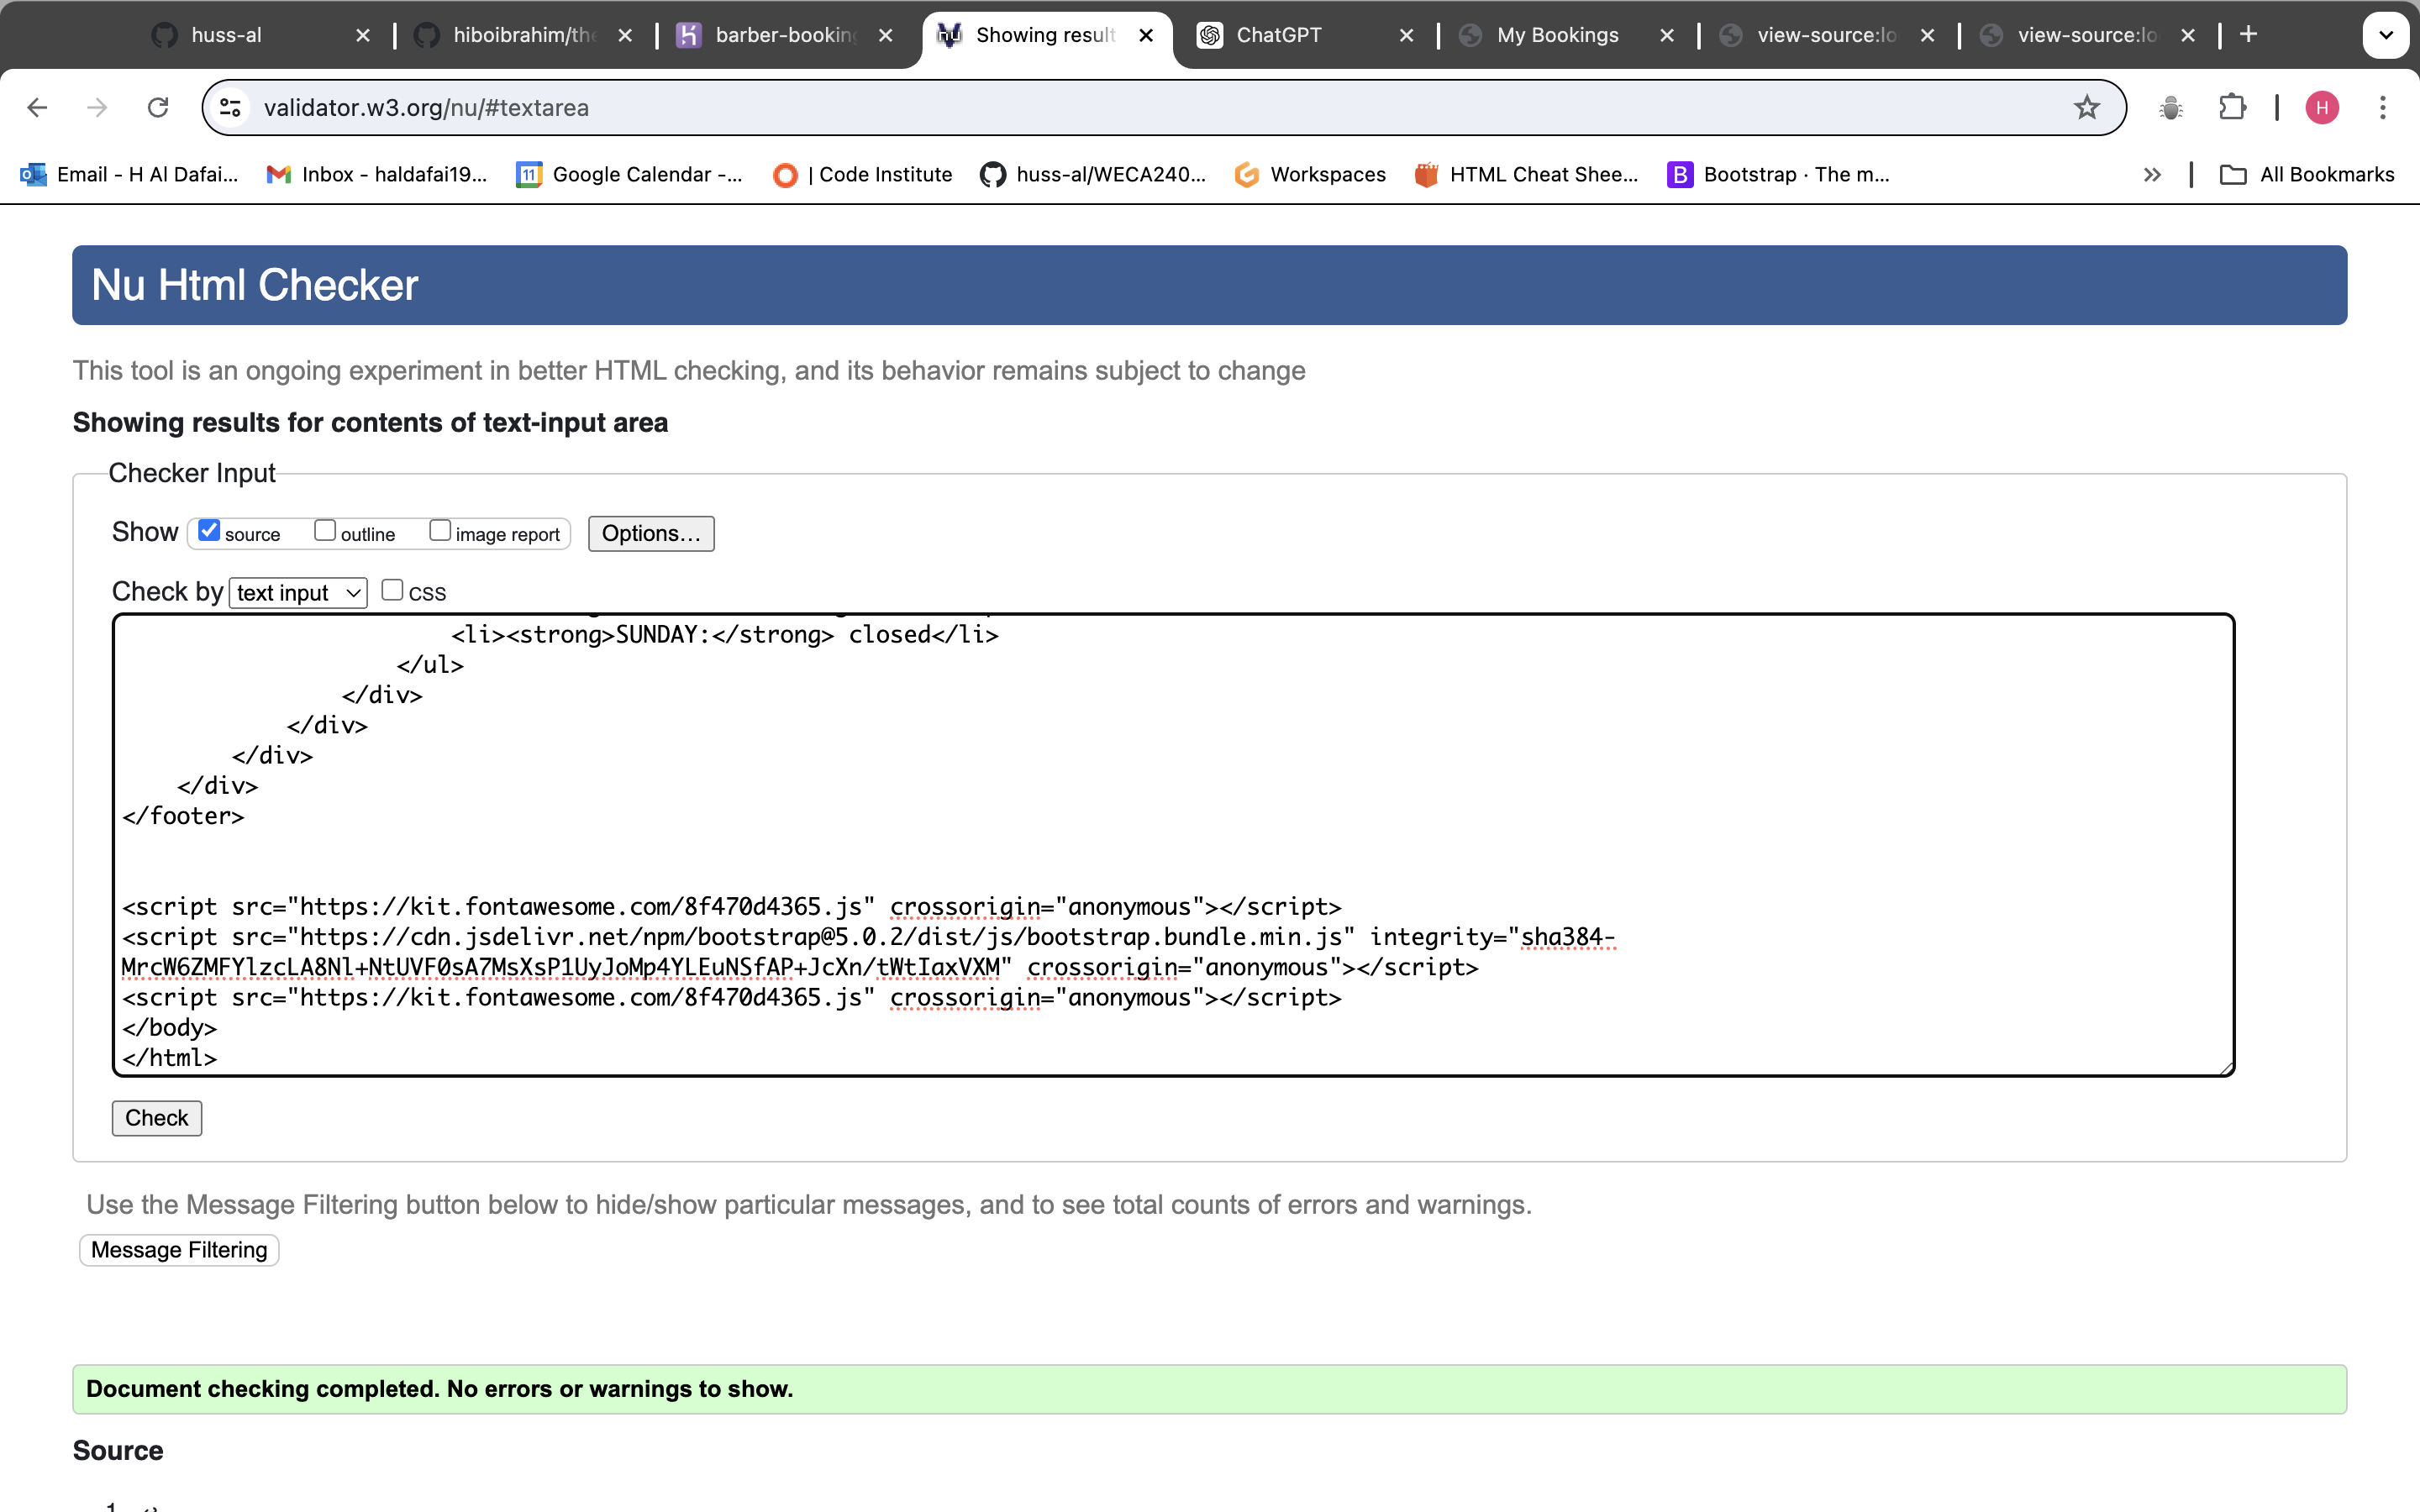 huss-al
hiboibrahim/the
barber-booking
Showing result
ChatGPT
My Bookings
view-source:lo
view-source:lo
validator.w3.org/nu/#textarea
H
Email - H Al Dafai...
Inbox - haldafai19...
Google Calendar -...
| Code Institute
huss-al/WECA240...
Workspaces
HTML Cheat Shee...
Bootstrap · The m...
All Bookmarks
Nu Html Checker
This tool is an ongoing experiment in better HTML checking, and its behavior remains subject to change
Showing results for contents of text-input area
Checker Input
Show source outline image report Options...
Check by text input CSS
<li><strong>SUNDAY:</strong> closed</li>
</ul>
</div>
</div>
</div>
</div>
</footer>
<script src="https://kit.fontawesome.com/8f470d4365.js" crossorigin="anonymous"></script>
<script src="https://cdn.jsdelivr.net/npm/bootstrap@5.0.2/dist/js/bootstrap.bundle.min.js" integrity="sha384-
MrcW6ZMFYlzcLA8Nl+NtUVF0sA7MsXsP1UyJoMp4YLEuNSfAP+JcXn/tWtIaxVXM" crossorigin="anonymous"></script>
<script src="https://kit.fontawesome.com/8f470d4365.js" crossorigin="anonymous"></script>
</body>
</html>
Check
Use the Message Filtering button below to hide/show particular messages, and to see total counts of errors and warnings.
Message Filtering
Document checking completed. No errors or warnings to show.
Source